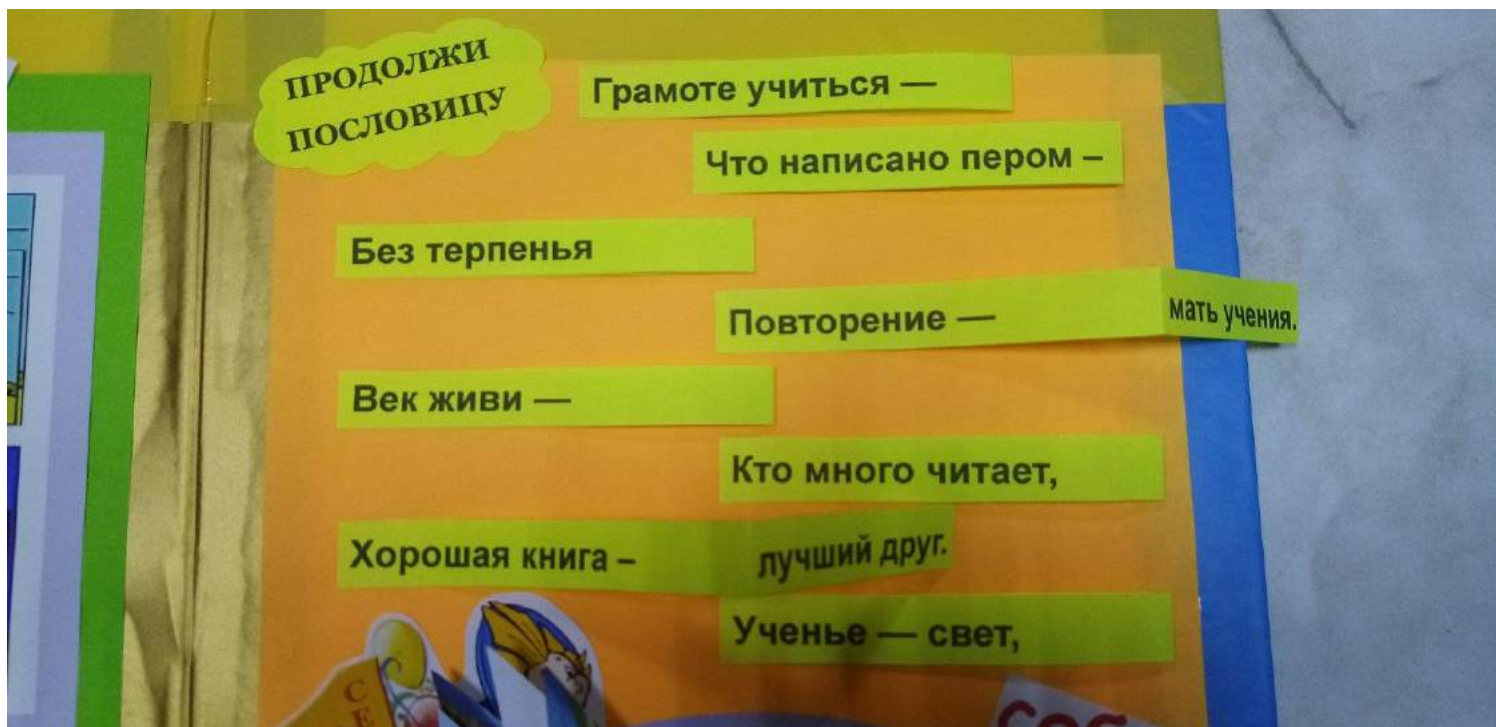 ПРОДОЛЖИ
ПОСЛОВИЦУ
Грамоте учиться —
Что написано пером –
Без терпенья
Повторение — мать учения.
Век живи —
Кто много читает,
Хорошая книга – лучший друг.
Ученье — свет,